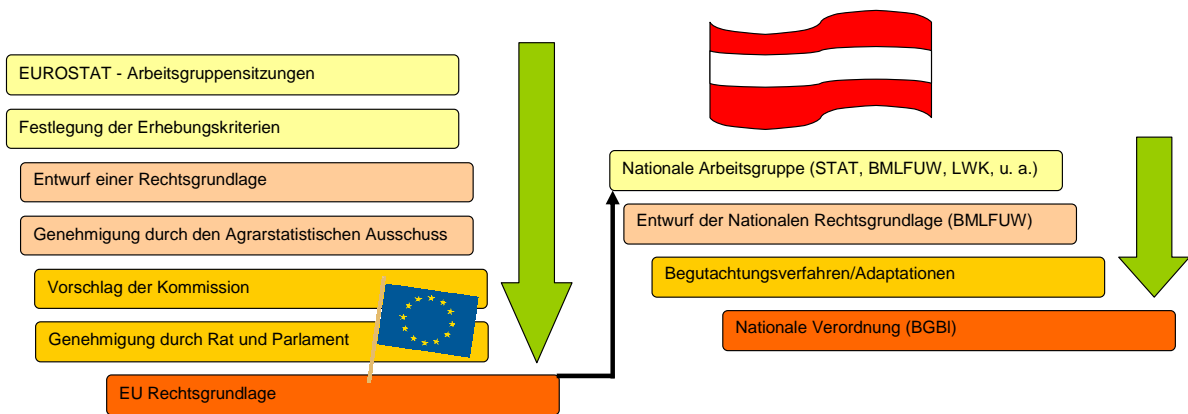 EUROSTAT - Arbeitsgruppensitzungen
Festlegung der Erhebungskriterien
Entwurf einer Rechtsgrundlage
Genehmigung durch den Agrarstatistischen Ausschuss
Vorschlag der Kommission
Genehmigung durch Rat und Parlament
EU Rechtsgrundlage
Nationale Arbeitsgruppe (STAT, BMLFUW, LWK, u. a.)
Entwurf der Nationalen Rechtsgrundlage (BMLFUW)
Begutachtungsverfahren/Adaptationen
Nationale Verordnung (BGBl)